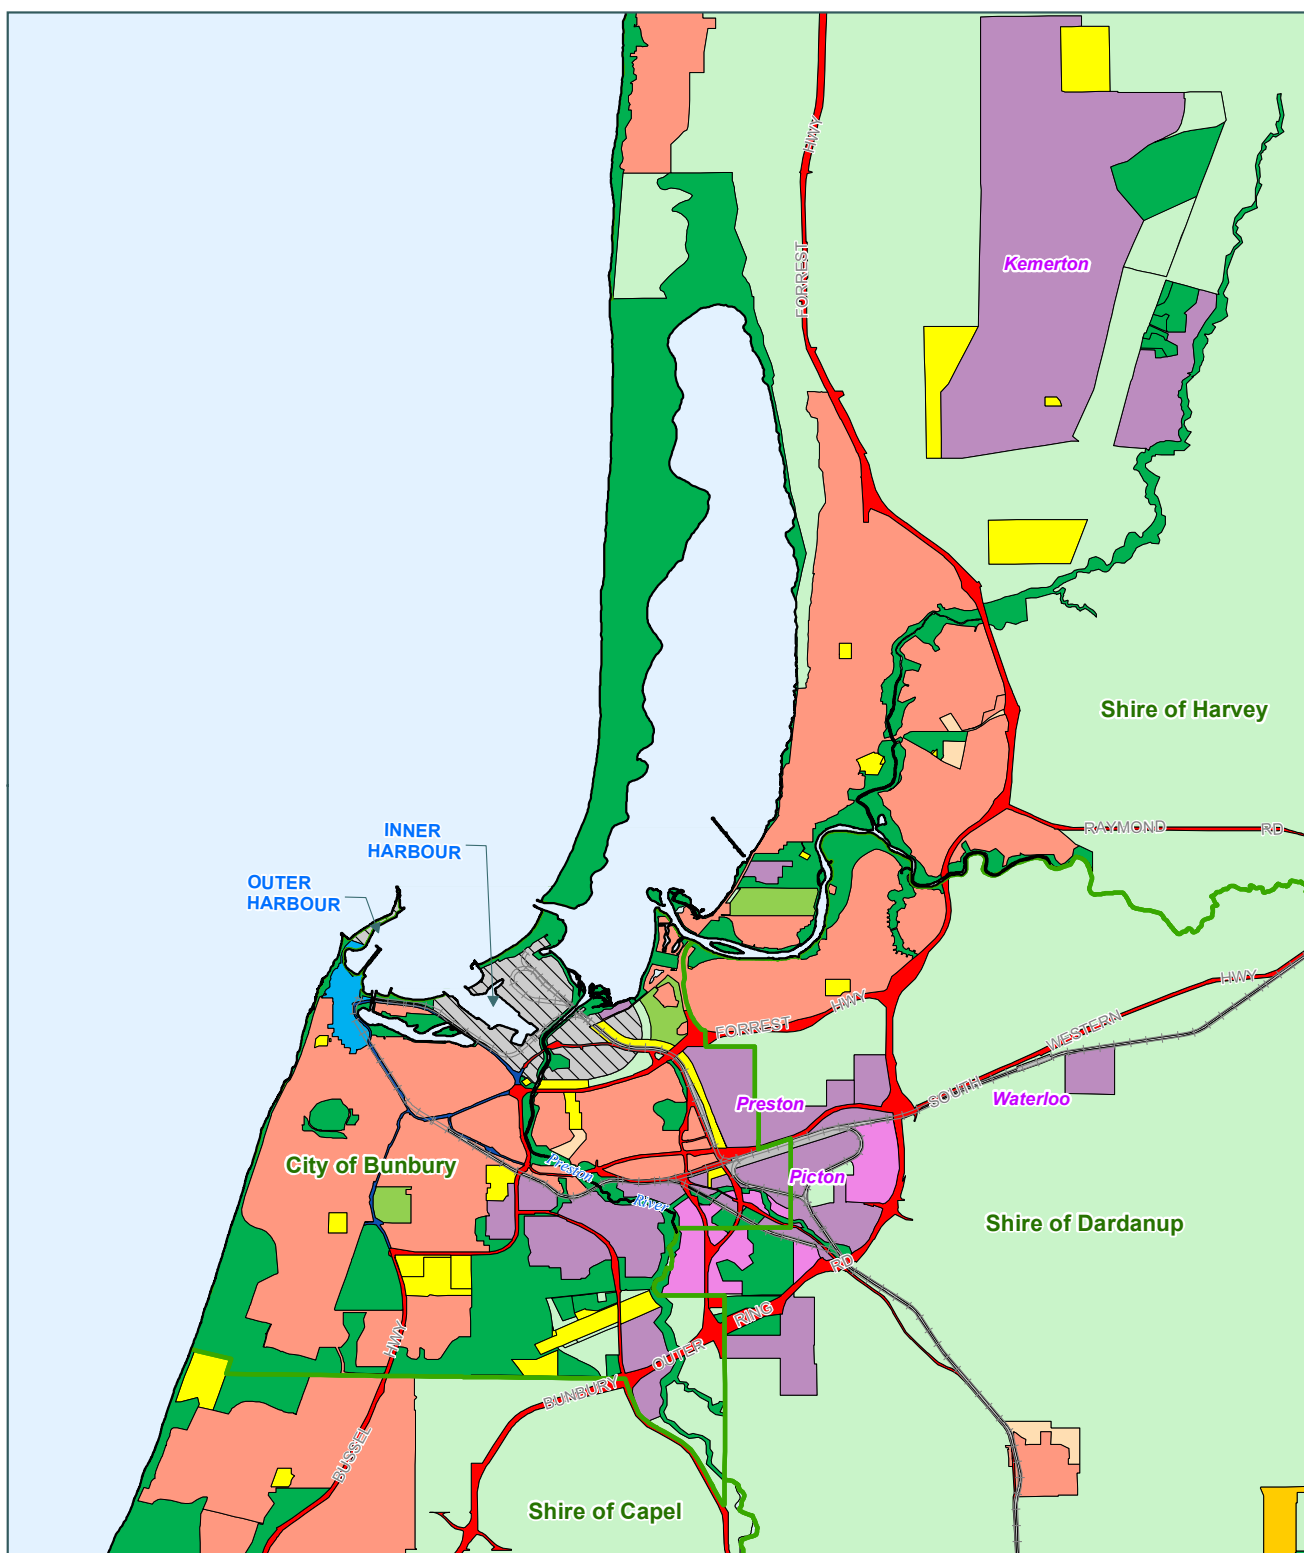 HWY
FORREST
Kemerton
Shire of Harvey
INNER
HARBOUR
RAYMOND
RD
OUTER
HARBOUR
HWY
HWY
FORREST
WESTERN
SOUTH
Preston
Waterloo
City of Bunbury
Preston
River
Picton
Shire of Dardanup
RD
RING
OUTER
HWY
BUNBURY
BUSSEL
Shire of Capel